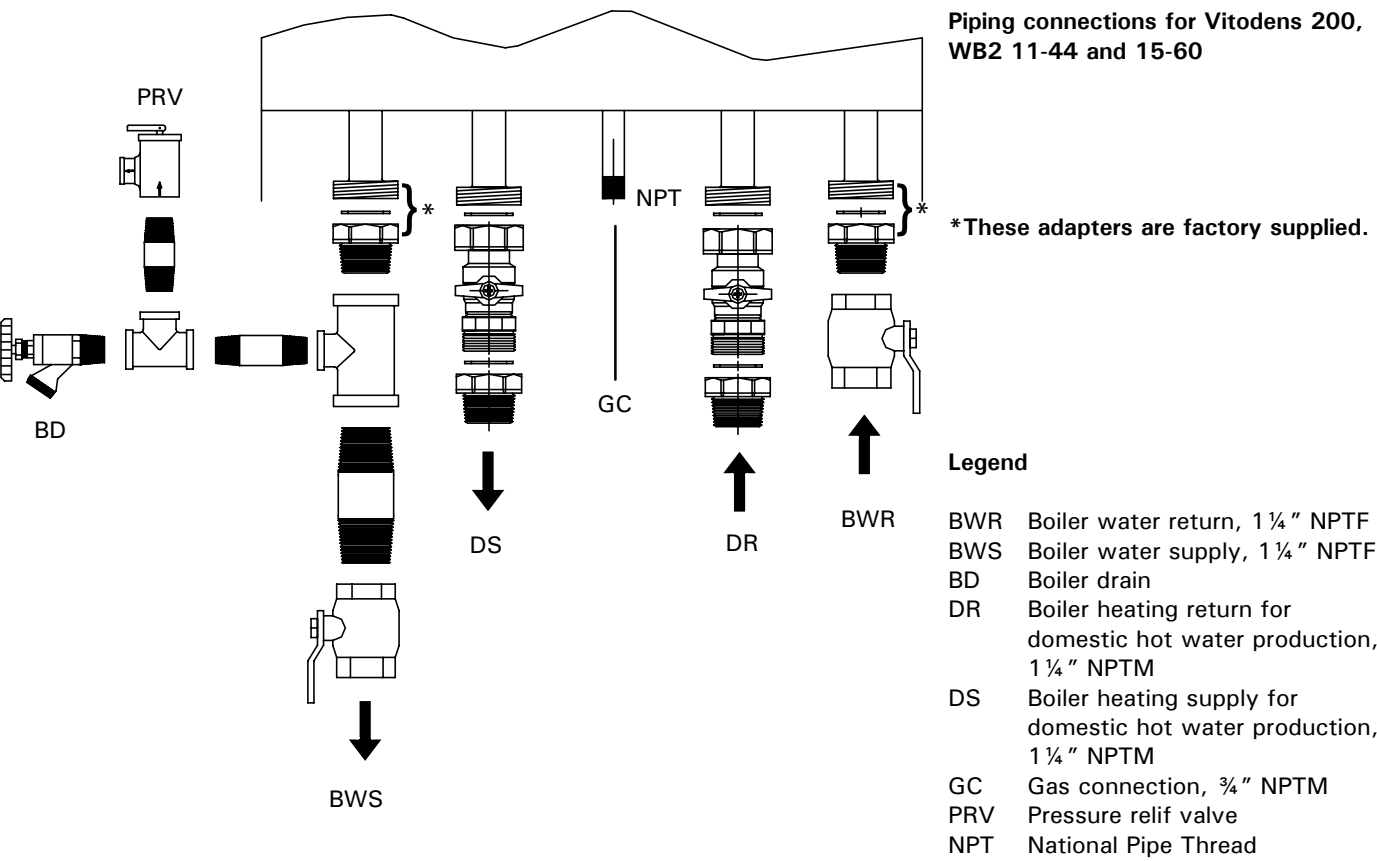 Piping connections for Vitodens 200,
WB2 11-44 and 15-60
PRV
NPT
*
*
*These adapters are factory supplied.
GC
BD
DS
DR
BWR
BWS
Legend
BWR Boiler water return, 1¼″ NPTF
BWS Boiler water supply, 1¼″ NPTF
BD Boiler drain
DR Boiler heating return for
domestic hot water production,
1¼″ NPTM
DS Boiler heating supply for
domestic hot water production,
1¼″ NPTM
GC Gas connection, ¾″ NPTM
PRV Pressure relif valve
NPT National Pipe Thread